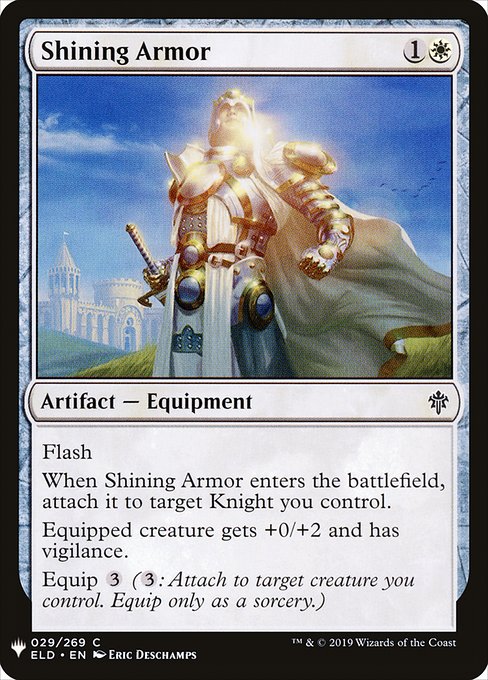 Shining Armor 1
Artifact — Equipment
Flash
When Shining Armor enters the battlefield,
attach it to target Knight you control.
Equipped creature gets +0/+2 and has
vigilance.
Equip 3 (3: Attach to target creature you
control. Equip only as a sorcery.)
029/269 C
ELD • EN Eric Deschamps
™ & © 2019 Wizards of the Coast